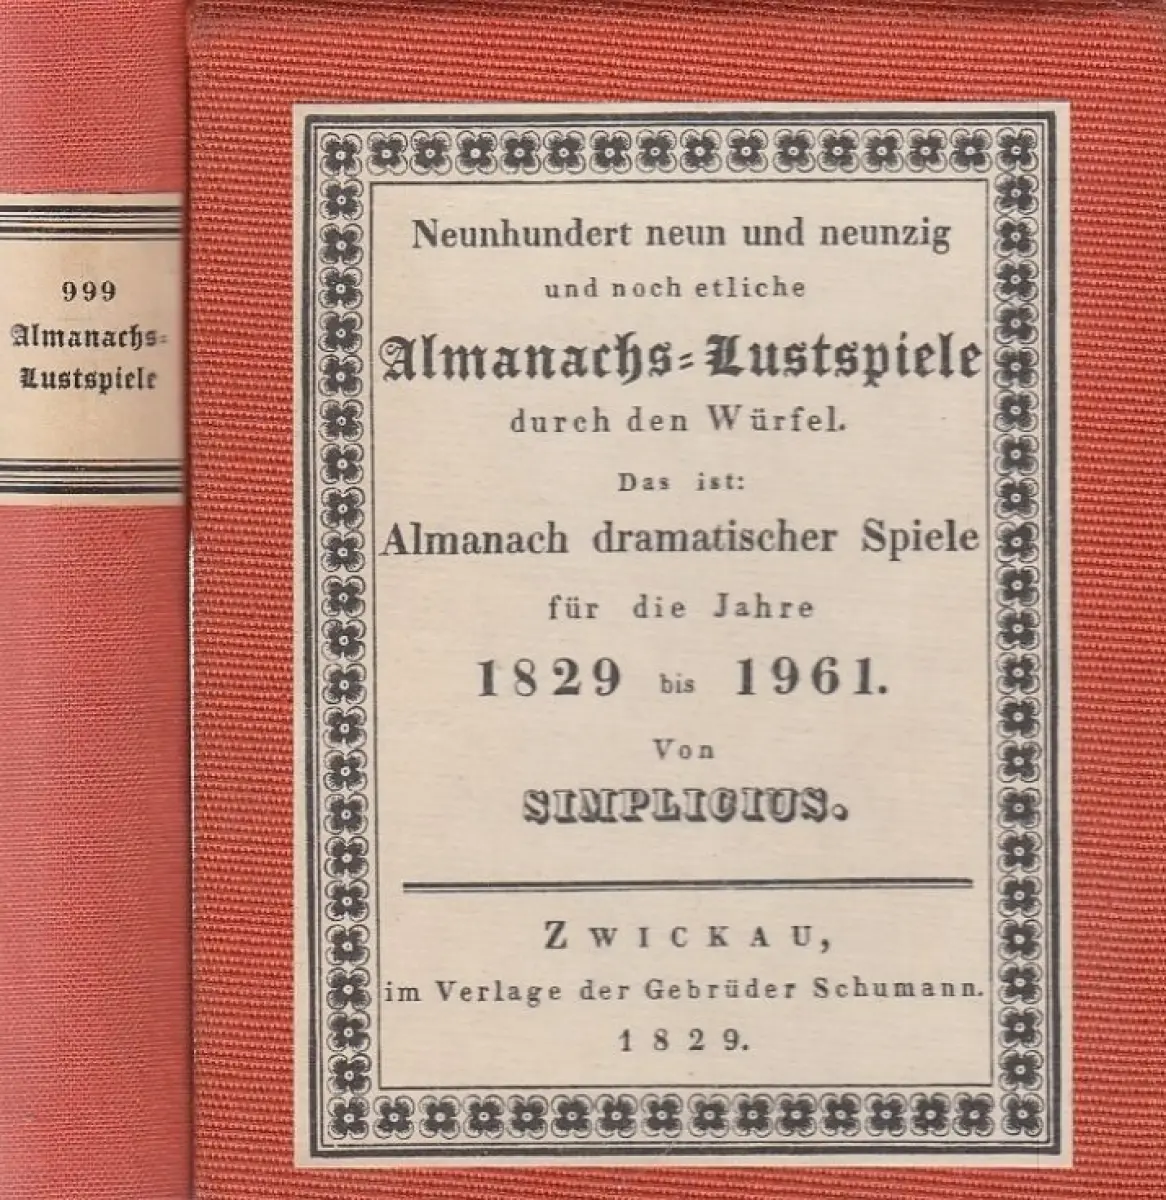 999
Almanachs-
Lustspiele
Neunhundert neun und neunzig
und noch etliche
Almanachs-Lustspiele
durch den Würfel.
Das ist:
Almanach dramatischer Spiele
für die Jahre
1829 bis 1961.
Von
SIMPLICIUS.
ZWICKAU,
im Verlage der Gebrüder Schumann.
1829.